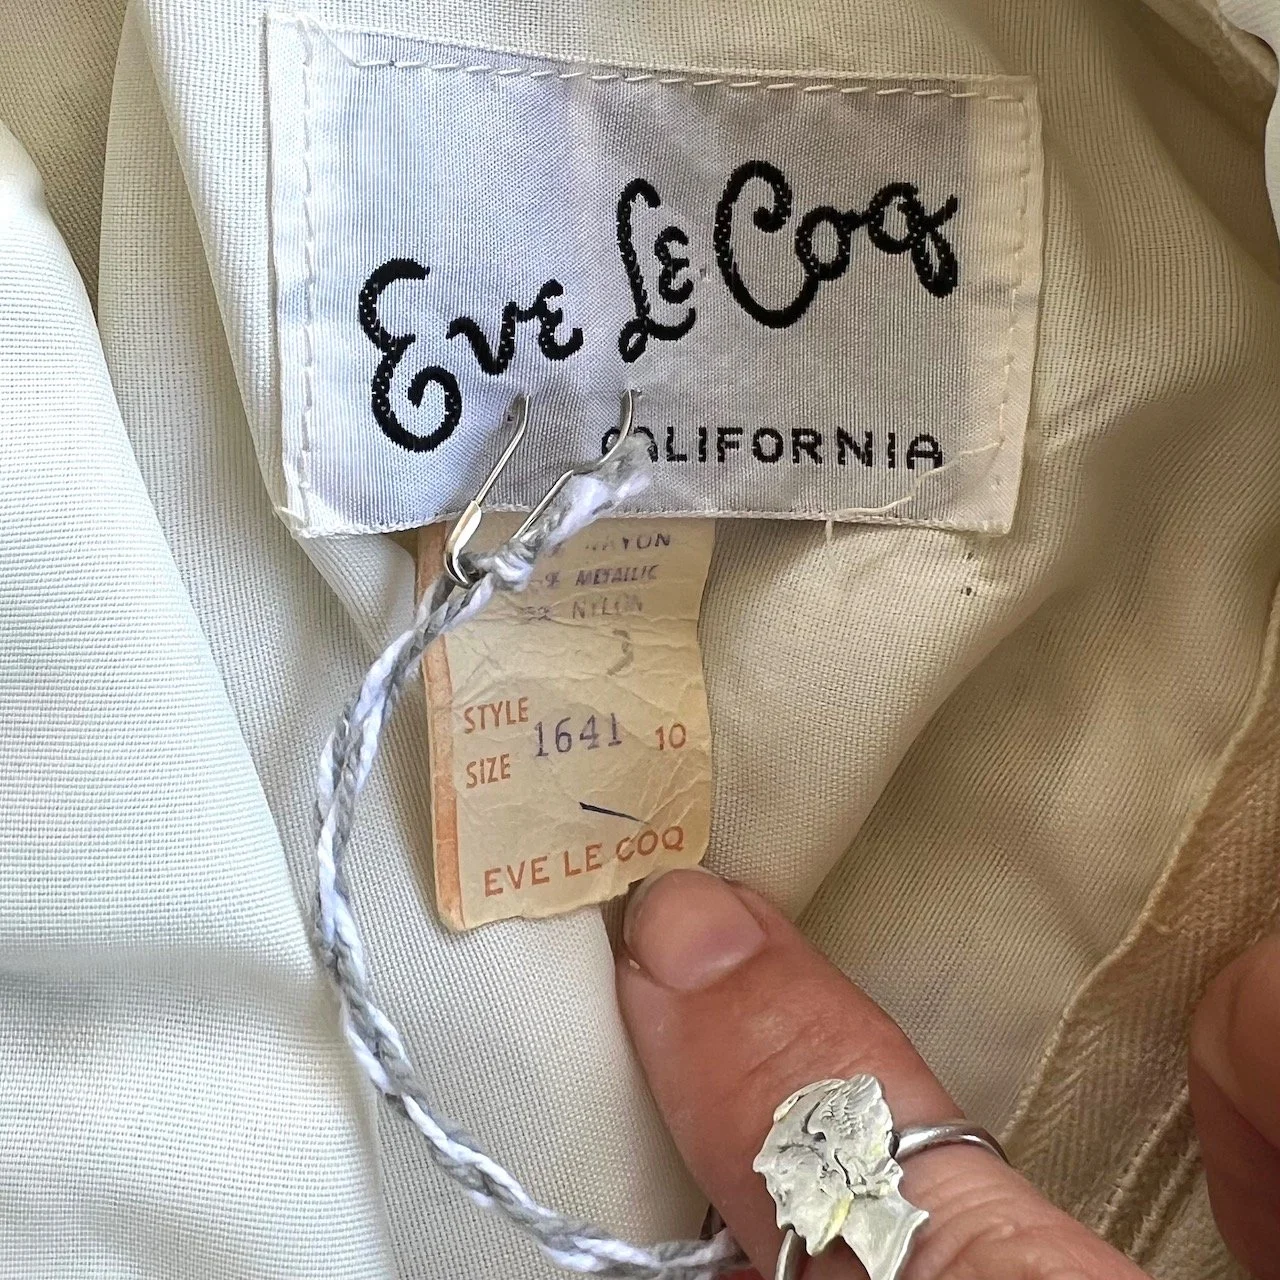 Eve Le Coq
CALIFORNIA
RAYON
% METALLIC
% NYLON
STYLE 1641 10
SIZE
EVE LE COQ